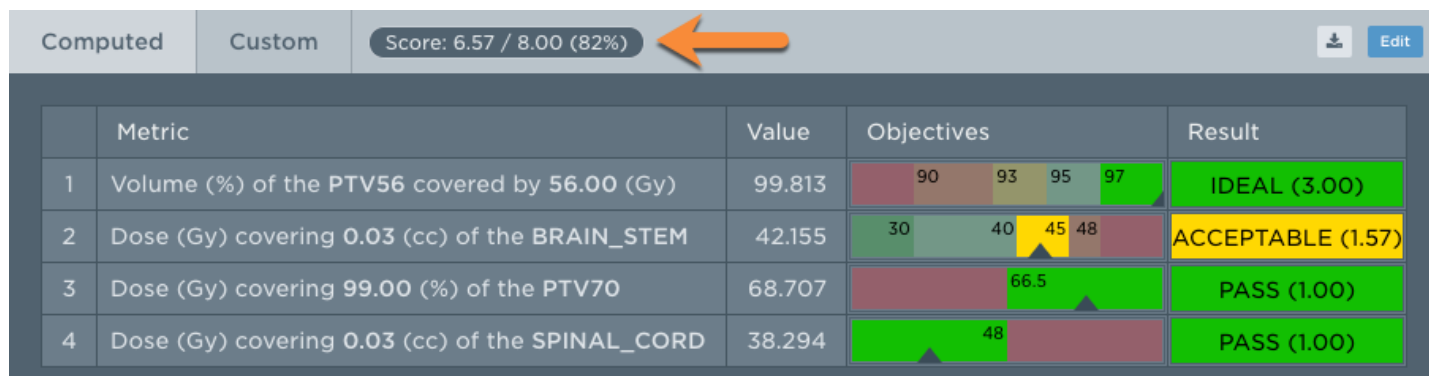 Computed Custom Score: 6.57 / 8.00 (82%) Edit
Metric Value Objectives Result
1 Volume (%) of the PTV56 covered by 56.00 (Gy) 99.813 90 93 95 97 IDEAL (3.00)
2 Dose (Gy) covering 0.03 (cc) of the BRAIN_STEM 42.155 30 40 45 48 ACCEPTABLE (1.57)
3 Dose (Gy) covering 99.00 (%) of the PTV70 68.707 66.5 PASS (1.00)
4 Dose (Gy) covering 0.03 (cc) of the SPINAL_CORD 38.294 48 PASS (1.00)